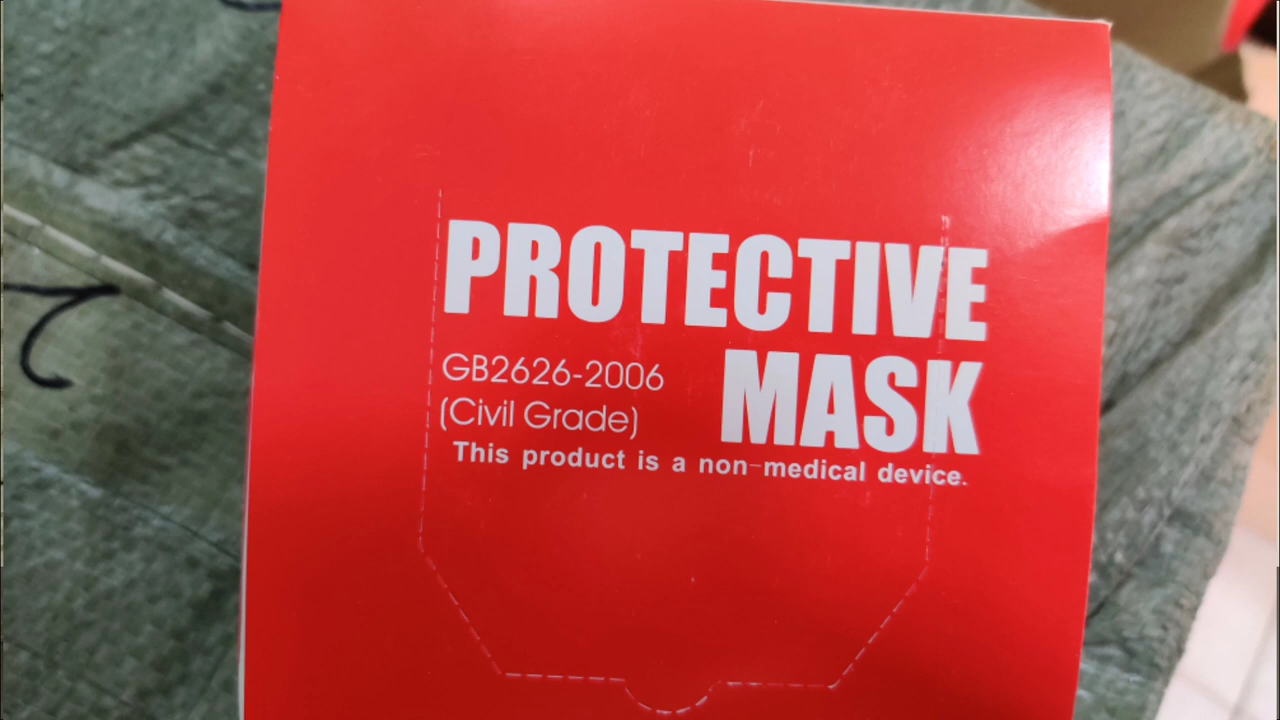 PROTECTIVE
MASK
GB2626-2006
(Civil Grade)
This product is a non-medical device.